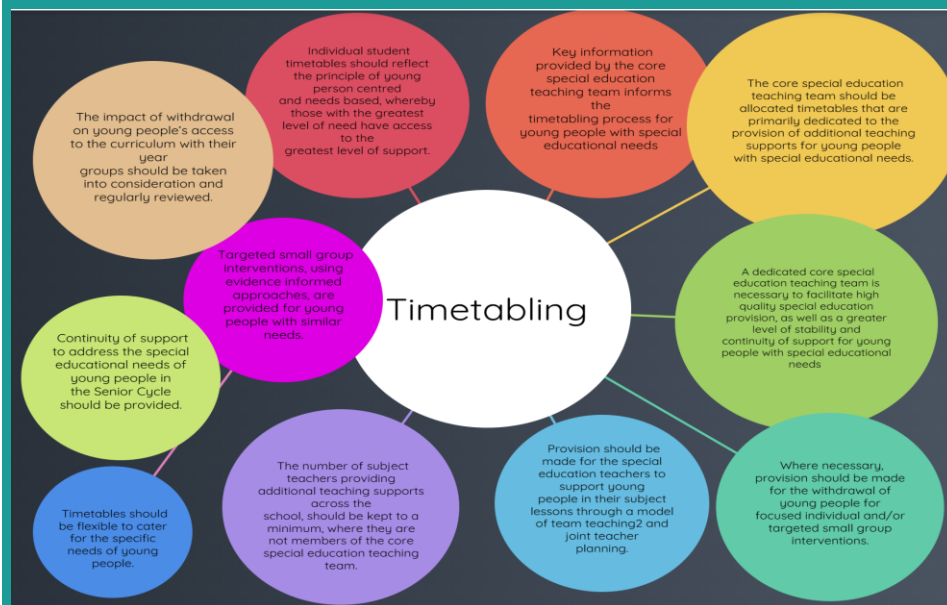 Individual student
timetables should reflect
the principle of young
person centred
and needs based, whereby
those with the greatest
level of need have access
to the
greatest level of support.
Key information
provided by the core
special education
teaching team informs
the
timetabling process for
young people with special
educational needs
The core special education
teaching team should be
allocated timetables that are
primarily dedicated to the
provision of additional teaching
supports for young people
with special educational needs.
The impact of withdrawal
on young people's access
to the curriculum with their
year
groups should be taken
into consideration and
regularly reviewed.
Targeted small group
interventions, using
evidence informed
approaches, are
provided for young
people with similar
needs.
Timetabling
A dedicated core special
education teaching team is
necessary to facilitate high
quality special education
provision, as well as a greater
level of stability and
continuity of support for young
people with special educational
needs
Continuity of support
to address the special
educational needs of
young people in
the Senior Cycle
should be provided.
Timetables should
be flexible to cater
for the specific
needs of young
people.
The number of subject
teachers providing
additional teaching supports
across the
school, should be kept to a
minimum, where they are
not members of the core
special education teaching
team.
Provision should be
made for the special
education teachers to
support young
people in their subject
lessons through a model
of team teaching2 and
joint teacher
planning.
Where necessary,
provision should be made
for the withdrawal of
young people for
focused individual and/or
targeted small group
interventions.